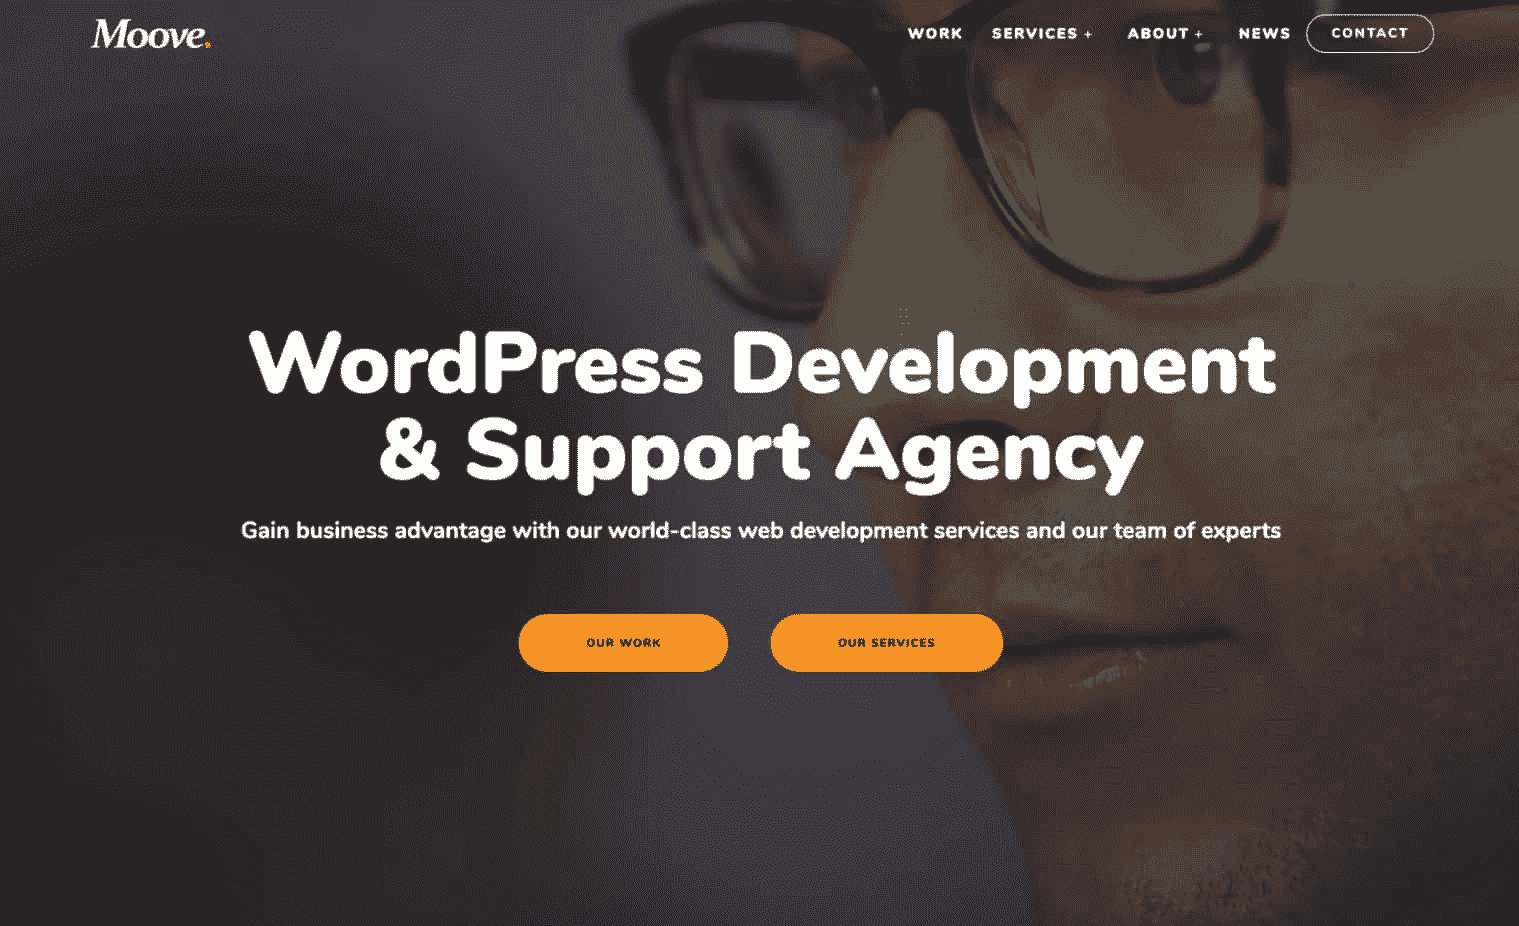 Moove.
WORK
SERVICES +
ABOUT +
NEWS
CONTACT
WordPress Development
& Support Agency
Gain business advantage with our world-class web development services and our team of experts
OUR WORK
OUR SERVICES